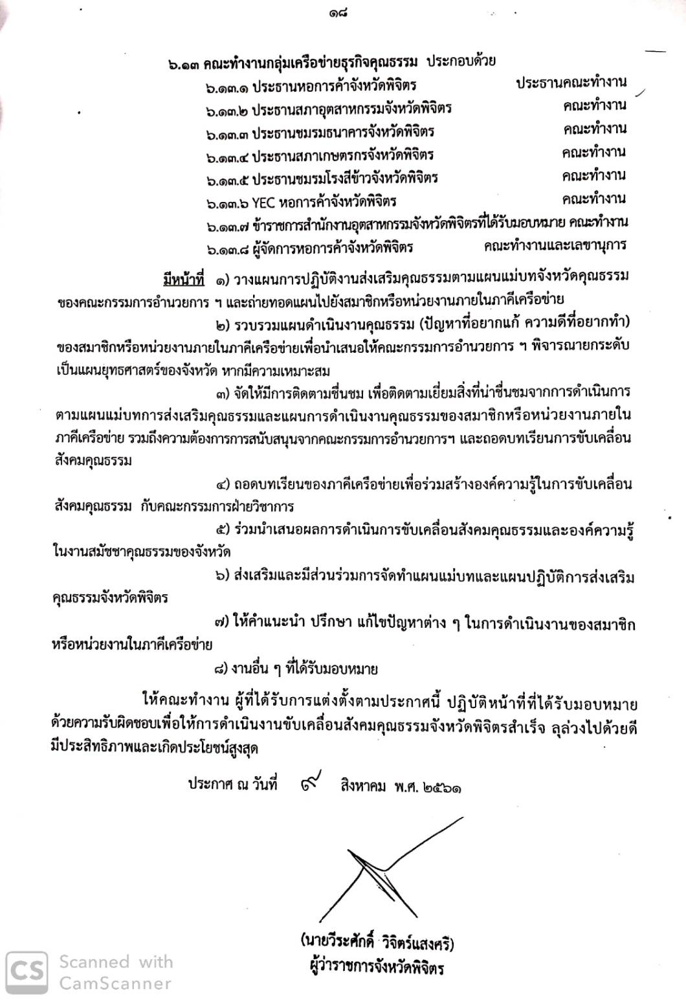 ๑๘
๖.๑๓ คณะทำงานกลุ่มเครือข่ายธุรกิจคุณธรรม ประกอบด้วย
๖.๑๓.๑ ประธานหอการค้าจังหวัดพิจิตร ประธานคณะทำงาน
๖.๑๓.๒ ประธานสภาอุตสาหกรรมจังหวัดพิจิตร คณะทำงาน
๖.๑๓.๓ ประธานชมรมธนาคารจังหวัดพิจิตร คณะทำงาน
๖.๑๓.๔ ประธานสภาเกษตรกรจังหวัดพิจิตร คณะทำงาน
๖.๑๓.๕ ประธานชมรมโรงสีข้าวจังหวัดพิจิตร คณะทำงาน
๖.๑๓.๖ YEC หอการค้าจังหวัดพิจิตร คณะทำงาน
๖.๑๓.๗ ข้าราชการสำนักงานอุตสาหกรรมจังหวัดพิจิตรที่ได้รับมอบหมาย คณะทำงาน
๖.๑๓.๘ ผู้จัดการหอการค้าจังหวัดพิจิตร คณะทำงานและเลขานุการ
มีหน้าที่ ๑) วางแผนการปฏิบัติงานส่งเสริมคุณธรรมตามแผนแม่บทจังหวัดคุณธรรม
ของคณะกรรมการอำนวยการ ฯ และถ่ายทอดแผนไปยังสมาชิกหรือหน่วยงานภายในภาคีเครือข่าย
๒) รวบรวมแผนดำเนินงานคุณธรรม (ปัญหาที่อยากแก้ ความดีที่อยากทำ)
ของสมาชิกหรือหน่วยงานภายในภาคีเครือข่ายเพื่อนำเสนอให้คณะกรรมการอำนวยการ ฯ พิจารณายกระดับ
เป็นแผนยุทธศาสตร์ของจังหวัด หากมีความเหมาะสม
๓) จัดให้มีการติดตามชื่นชม เพื่อติดตามเยี่ยมสิ่งที่น่าชื่นชมจากการดำเนินการ
ตามแผนแม่บทการส่งเสริมคุณธรรมและแผนการดำเนินงานคุณธรรมของสมาชิกหรือหน่วยงานภายใน
ภาคีเครือข่าย รวมถึงความต้องการการสนับสนุนจากคณะกรรมการอำนวยการฯ และถอดบทเรียนการขับเคลื่อน
สังคมคุณธรรม
๔) ถอดบทเรียนของภาคีเครือข่ายเพื่อร่วมสร้างองค์ความรู้ในการขับเคลื่อน
สังคมคุณธรรม กับคณะกรรมการฝ่ายวิชาการ
๕) ร่วมนำเสนอผลการดำเนินการขับเคลื่อนสังคมคุณธรรมและองค์ความรู้
ในงานสมัชชาคุณธรรมของจังหวัด
๖) ส่งเสริมและมีส่วนร่วมการจัดทำแผนแม่บทและแผนปฏิบัติการส่งเสริม
คุณธรรมจังหวัดพิจิตร
๗) ให้คำแนะนำ ปรึกษา แก้ไขปัญหาต่าง ๆ ในการดำเนินงานของสมาชิก
หรือหน่วยงานในภาคีเครือข่าย
๘) งานอื่น ๆ ที่ได้รับมอบหมาย
ให้คณะทำงาน ผู้ที่ได้รับการแต่งตั้งตามประกาศนี้ ปฏิบัติหน้าที่ที่ได้รับมอบหมาย
ด้วยความรับผิดชอบเพื่อให้การดำเนินงานขับเคลื่อนสังคมคุณธรรมจังหวัดพิจิตรสำเร็จ ลุล่วงไปด้วยดี
มีประสิทธิภาพและเกิดประโยชน์สูงสุด
ประกาศ ณ วันที่ ๙ สิงหาคม พ.ศ. ๒๕๖๑
(นายวีระศักดิ์ วิจิตร์แสงศรี)
ผู้ว่าราชการจังหวัดพิจิตร
CS Scanned with
CamScanner